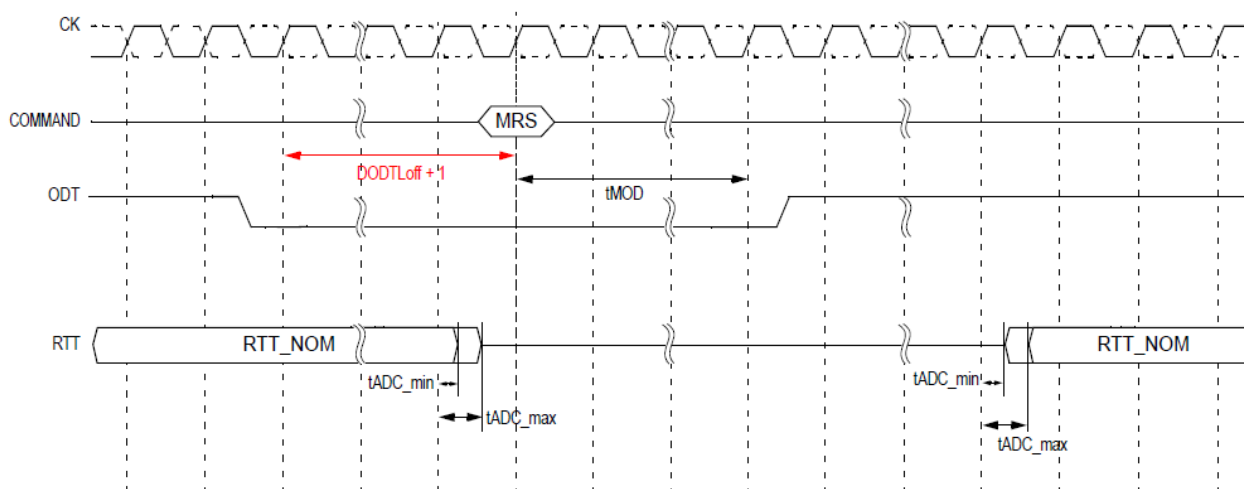 CK
COMMAND
MRS
DODTLoff + 1
tMOD
ODT
RTT
RTT_NOM
RTT_NOM
tADC_min
tADC_max
tADC_min
tADC_max